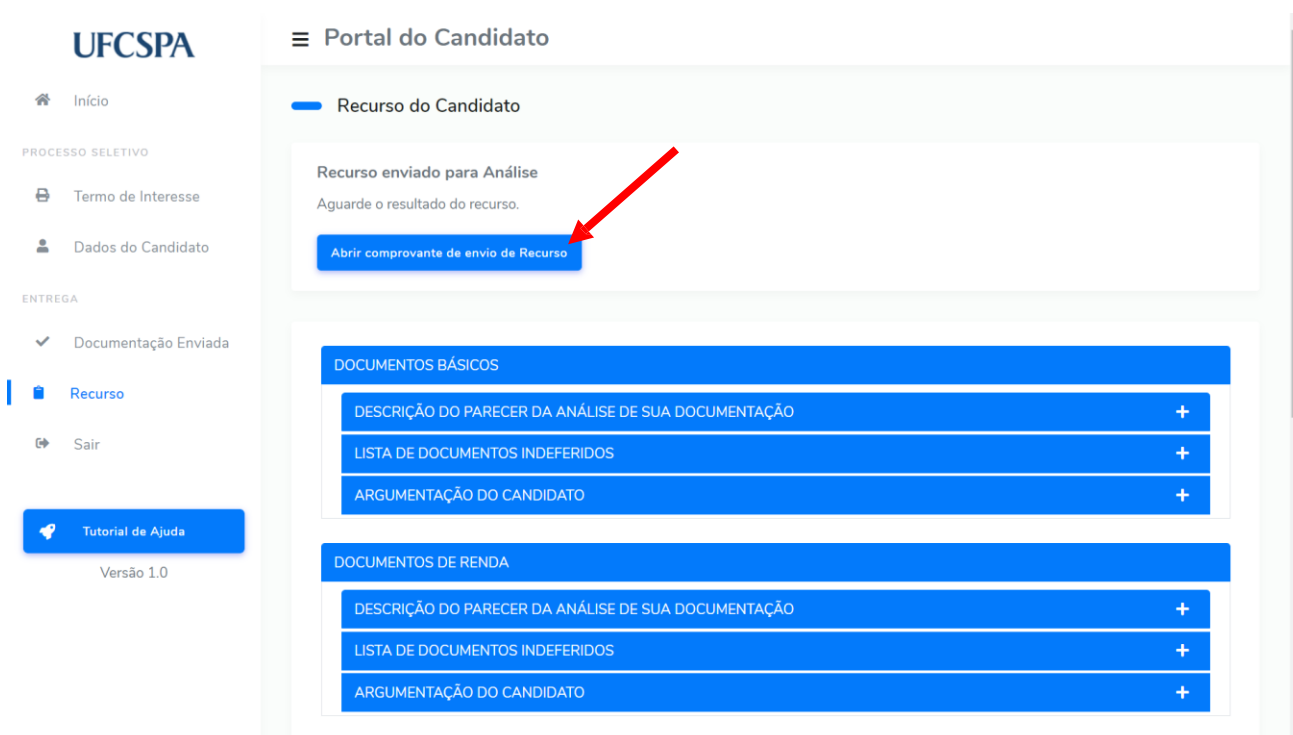 UFCSPA
Início
PROCESSO SELETIVO
Termo de Interesse
Dados do Candidato
ENTREGA
Documentação Enviada
Recurso
Sair
Tutorial de Ajuda
Versão 1.0
Portal do Candidato
Recurso do Candidato
Recurso enviado para Análise
Aguarde o resultado do recurso.
Abrir comprovante de envio de Recurso
DOCUMENTOS BÁSICOS
DESCRIÇÃO DO PARECER DA ANÁLISE DE SUA DOCUMENTAÇÃO
LISTA DE DOCUMENTOS INDEFERIDOS
ARGUMENTAÇÃO DO CANDIDATO
DOCUMENTOS DE RENDA
DESCRIÇÃO DO PARECER DA ANÁLISE DE SUA DOCUMENTAÇÃO
LISTA DE DOCUMENTOS INDEFERIDOS
ARGUMENTAÇÃO DO CANDIDATO